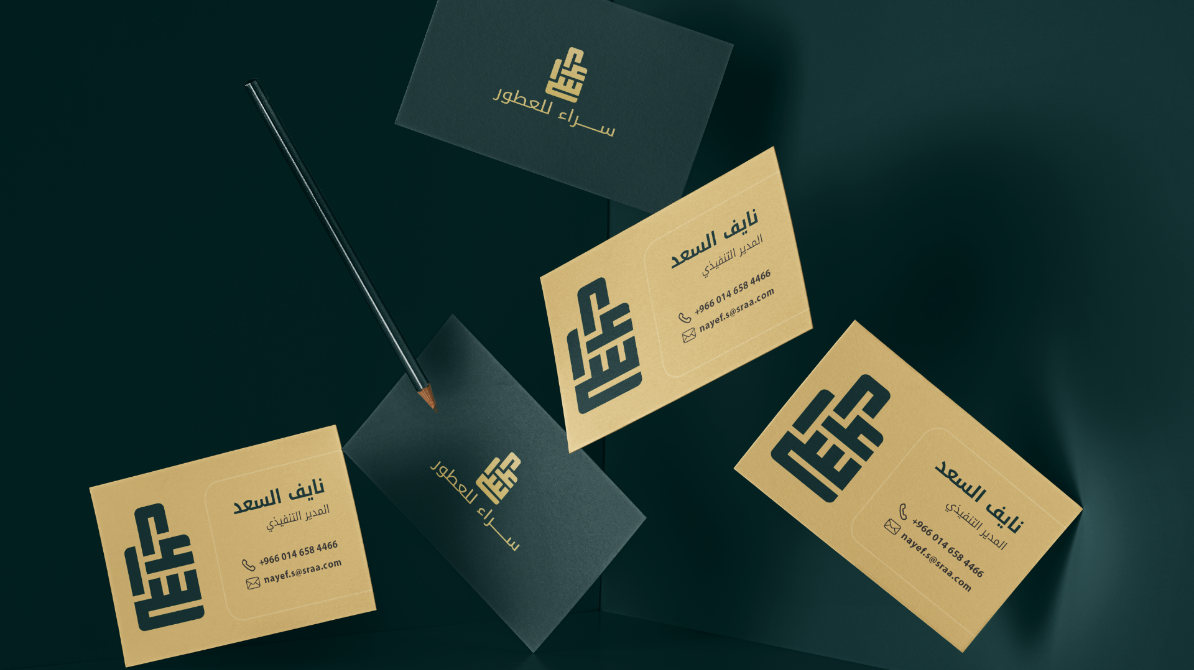 سراء للعطور
نايف السعد
المدير التنفيذي
+966 014 658 4466
nayef.s@sraa.com
نايف السعد
المدير التنفيذي
+966 014 658 4466
nayef.s@sraa.com
سراء للعطور
نايف السعد
المدير التنفيذي
+966 014 658 4466
nayef.s@sraa.com